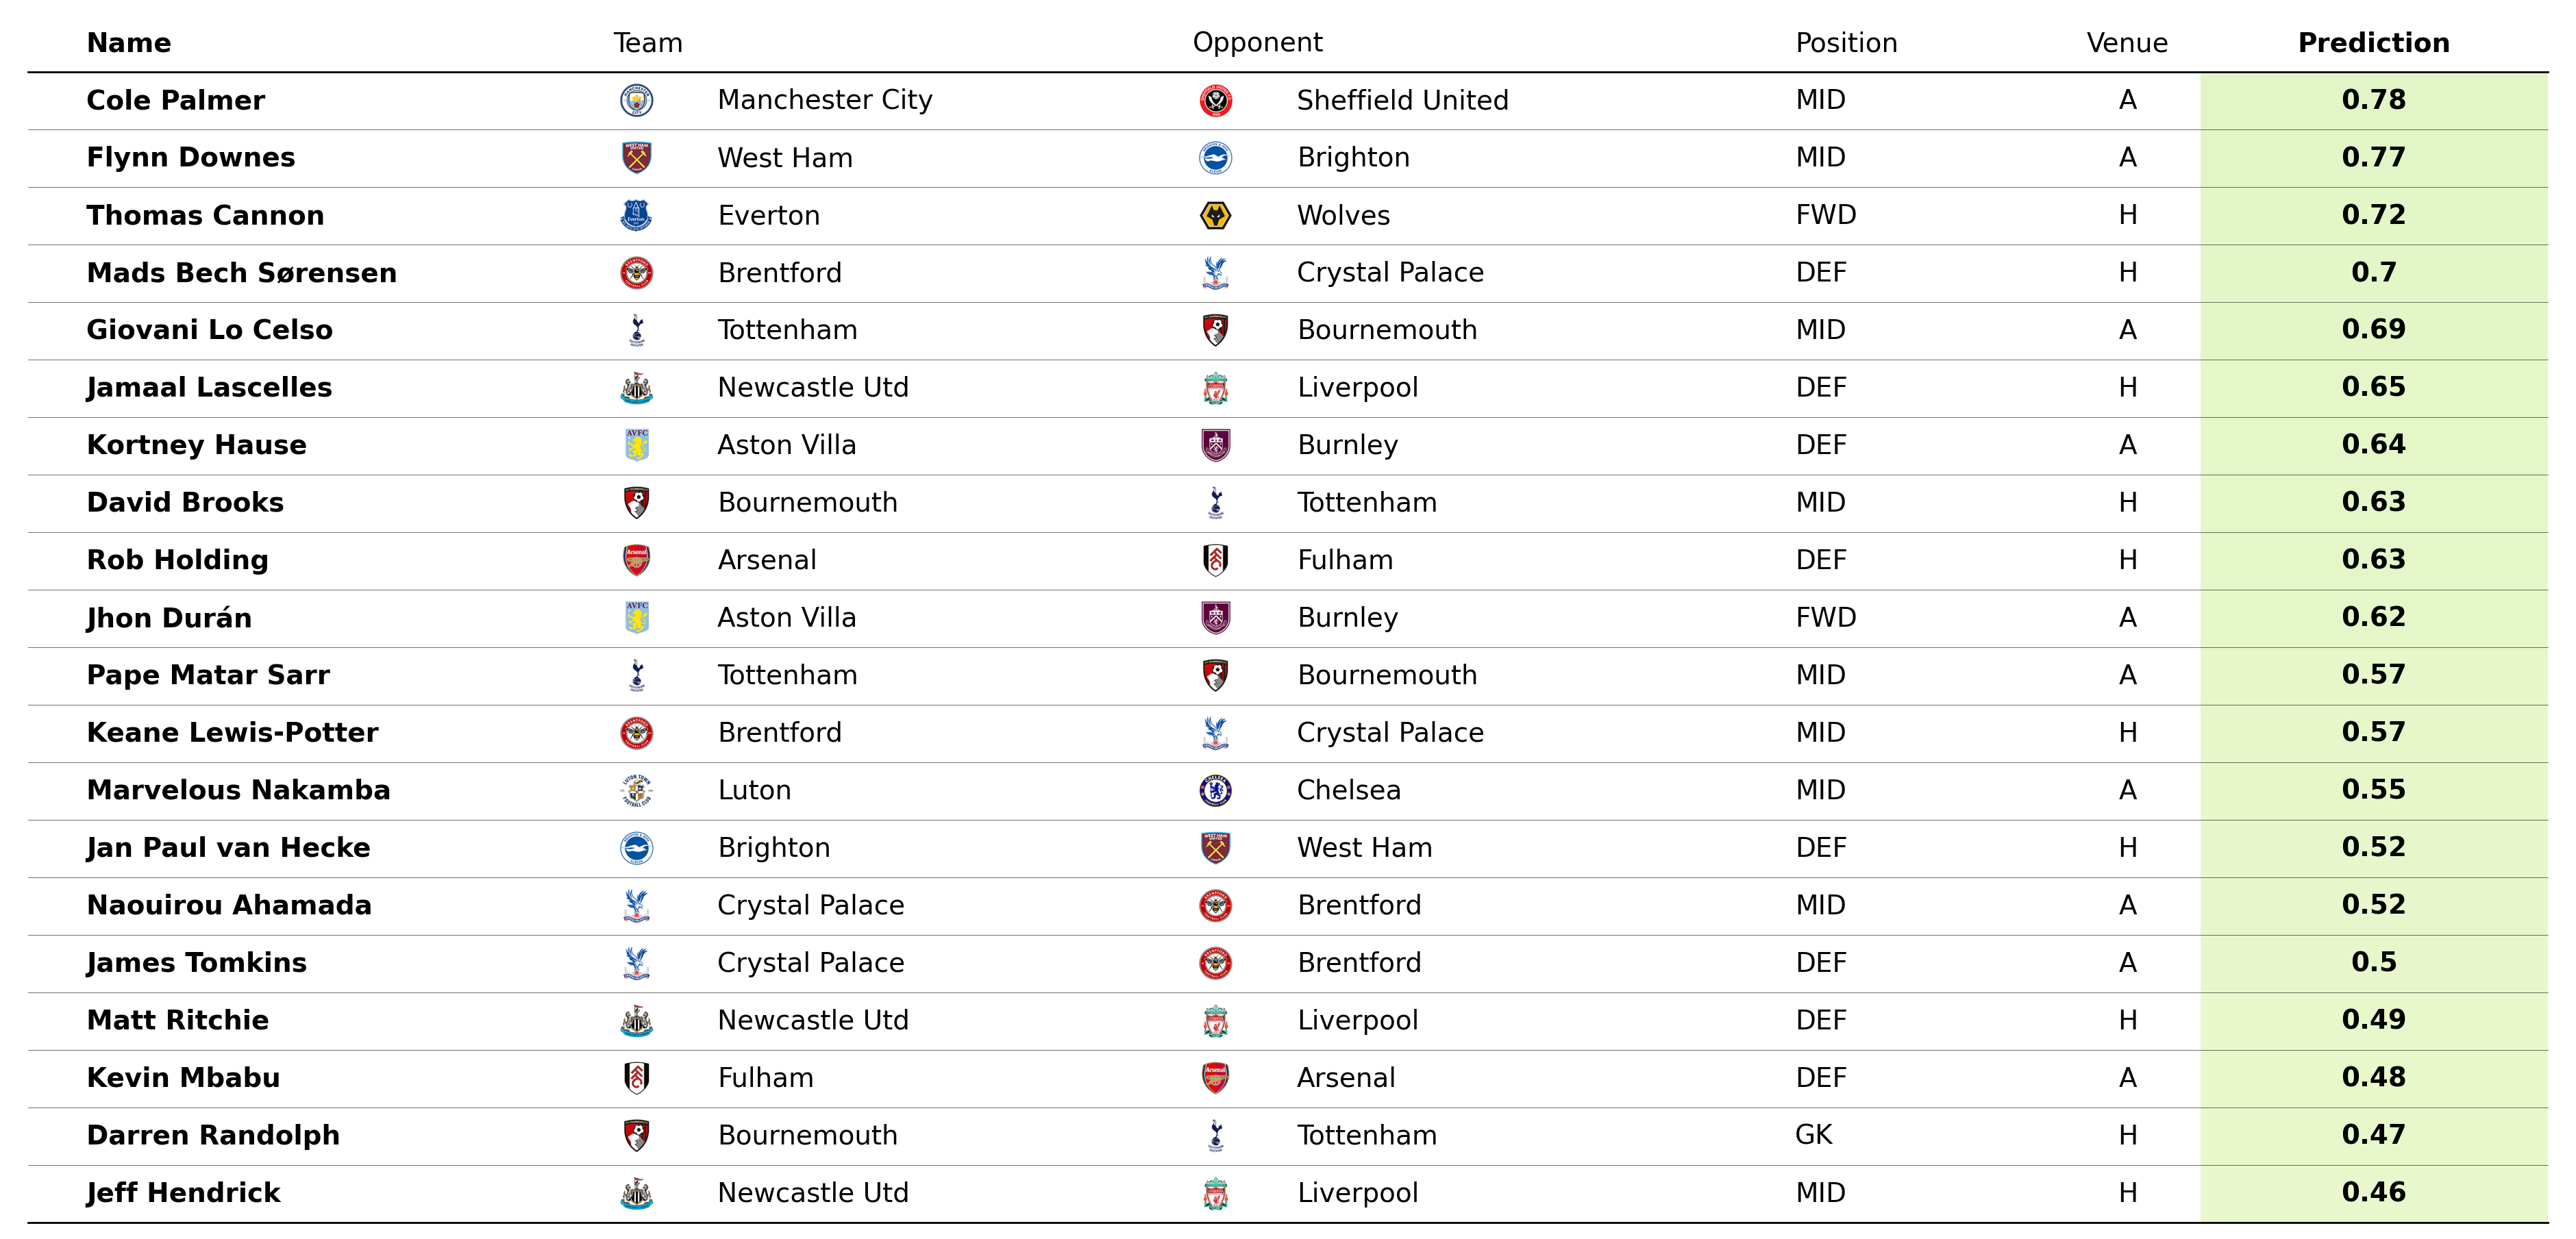 Name Team Opponent Position Venue Prediction
Cole Palmer Manchester City Sheffield United MID A 0.78
Flynn Downes West Ham Brighton MID A 0.77
Thomas Cannon Everton Wolves FWD H 0.72
Mads Bech Sørensen Brentford Crystal Palace DEF H 0.7
Giovani Lo Celso Tottenham Bournemouth MID A 0.69
Jamaal Lascelles Newcastle Utd Liverpool DEF H 0.65
Kortney Hause Aston Villa Burnley DEF A 0.64
David Brooks Bournemouth Tottenham MID H 0.63
Rob Holding Arsenal Fulham DEF H 0.63
Jhon Durán Aston Villa Burnley FWD A 0.62
Pape Matar Sarr Tottenham Bournemouth MID A 0.57
Keane Lewis-Potter Brentford Crystal Palace MID H 0.57
Marvelous Nakamba Luton Chelsea MID A 0.55
Jan Paul van Hecke Brighton West Ham DEF H 0.52
Naouirou Ahamada Crystal Palace Brentford MID A 0.52
James Tomkins Crystal Palace Brentford DEF A 0.5
Matt Ritchie Newcastle Utd Liverpool DEF H 0.49
Kevin Mbabu Fulham Arsenal DEF A 0.48
Darren Randolph Bournemouth Tottenham GK H 0.47
Jeff Hendrick Newcastle Utd Liverpool MID H 0.46